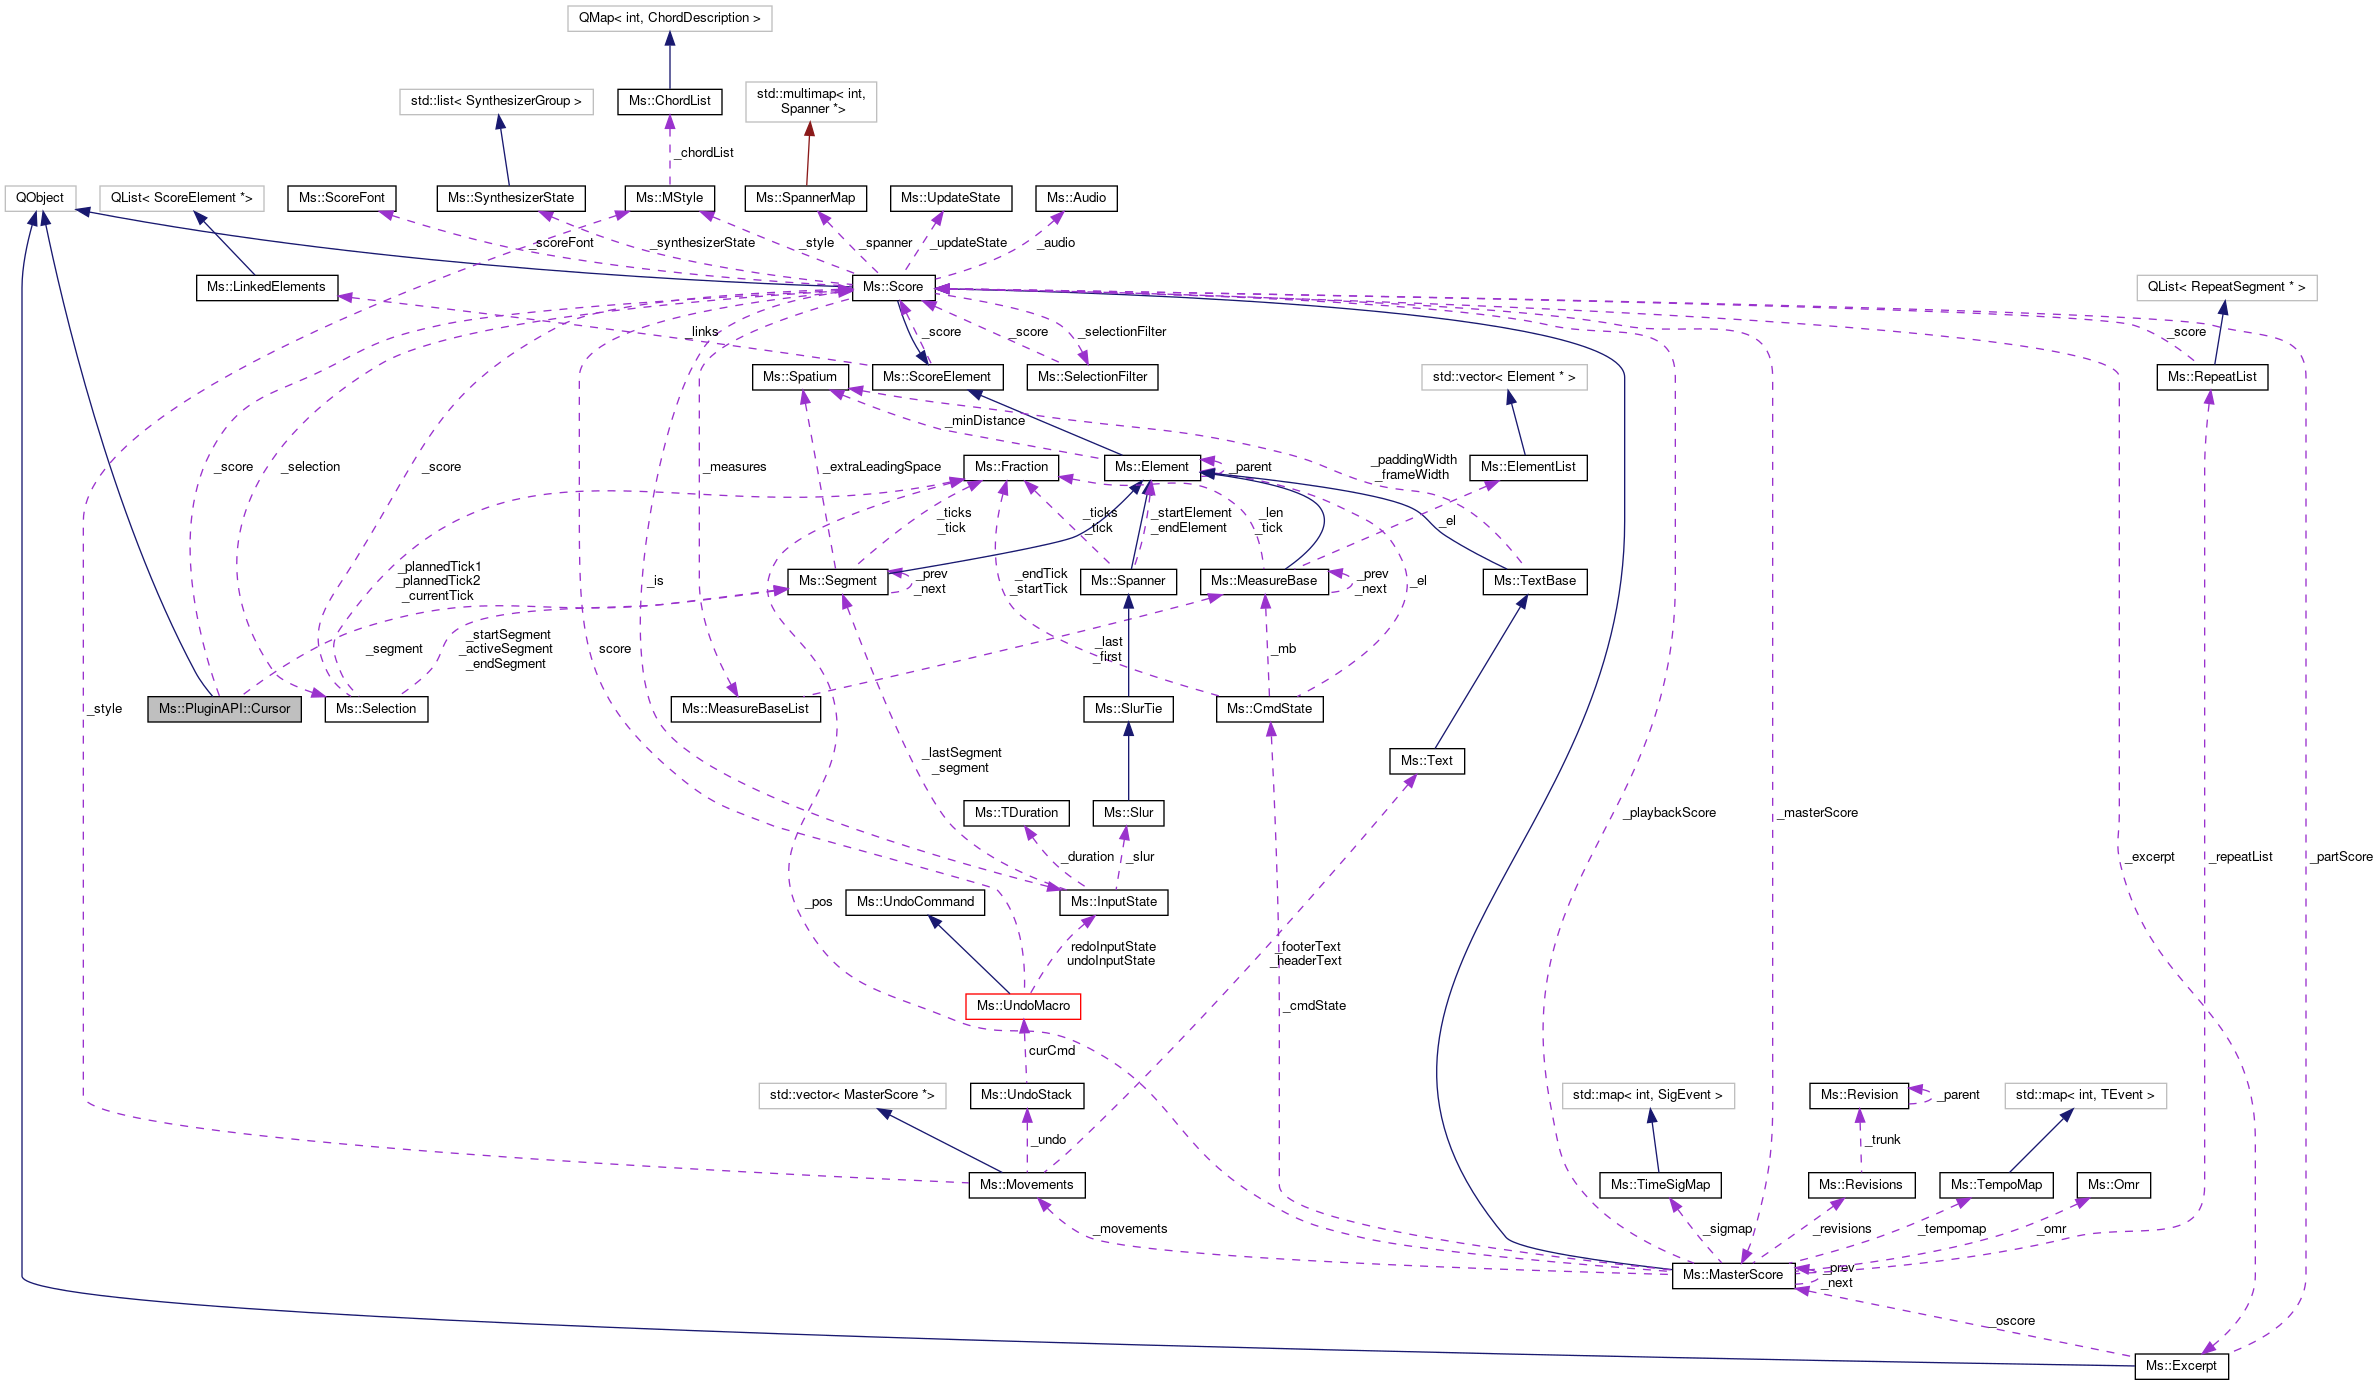 QMap< int, ChordDescription >
std::list< SynthesizerGroup >
Ms::ChordList
std::multimap< int,
Spanner *>
_chordList
QObject
QList< ScoreElement *>
Ms::ScoreFont
Ms::SynthesizerState
Ms::MStyle
Ms::SpannerMap
Ms::UpdateState
Ms::Audio
_scoreFont
_synthesizerState
_style
_spanner
_updateState
_audio
Ms::LinkedElements
Ms::Score
QList< RepeatSegment * >
_links
_score
_score
_selectionFilter
_score
Ms::Spatium
Ms::ScoreElement
Ms::SelectionFilter
std::vector< Element * >
Ms::RepeatList
_minDistance
_score
_selection
_score
_measures
_extraLeadingSpace
Ms::Fraction
Ms::Element
_parent
_paddingWidth
_frameWidth
Ms::ElementList
_ticks
_tick
_ticks
_tick
_startElement
_endElement
_len
_tick
_el
_plannedTick1
_plannedTick2
_currentTick
_is
Ms::Segment
_prev
_next
_endTick
_startTick
Ms::Spanner
Ms::MeasureBase
_prev
_next
_el
Ms::TextBase
_segment
_startSegment
_activeSegment
_endSegment
score
_last
_first
_mb
_style
Ms::PluginAPI::Cursor
Ms::Selection
Ms::MeasureBaseList
Ms::SlurTie
Ms::CmdState
_lastSegment
_segment
Ms::Text
Ms::TDuration
Ms::Slur
_playbackScore
_masterScore
_duration
_slur
_excerpt
_repeatList
_partScore
_pos
Ms::UndoCommand
Ms::InputState
redoInputState
undoInputState
_footerText
_headerText
Ms::UndoMacro
_cmdState
curCmd
std::vector< MasterScore *>
Ms::UndoStack
std::map< int, SigEvent >
Ms::Revision
_parent
std::map< int, TEvent >
_undo
_trunk
Ms::Movements
Ms::TimeSigMap
Ms::Revisions
Ms::TempoMap
Ms::Omr
_movements
_sigmap
_revisions
_tempomap
_omr
Ms::MasterScore
_prev
_next
_oscore
Ms::Excerpt